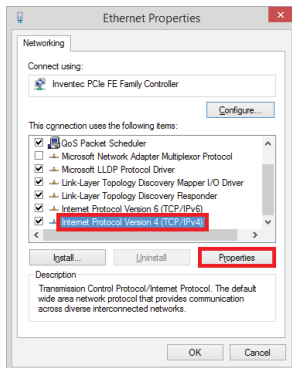 Ethernet Properties
Networking
Connect using:
Inventec PCIe FE Family Controller
Configure...
This connection uses the following items:
QoS Packet Scheduler
Microsoft Network Adapter Multiplexor Protocol
Microsoft LLDP Protocol Driver
Link-Layer Topology Discovery Mapper I/O Driver
Link-Layer Topology Discovery Responder
Internet Protocol Version 6 (TCP/IPv6)
Internet Protocol Version 4 (TCP/IPv4)
Install... Uninstall Properties
Description
Transmission Control Protocol/Internet Protocol. The default
wide area network protocol that provides communication
across diverse interconnected networks.
OK Cancel